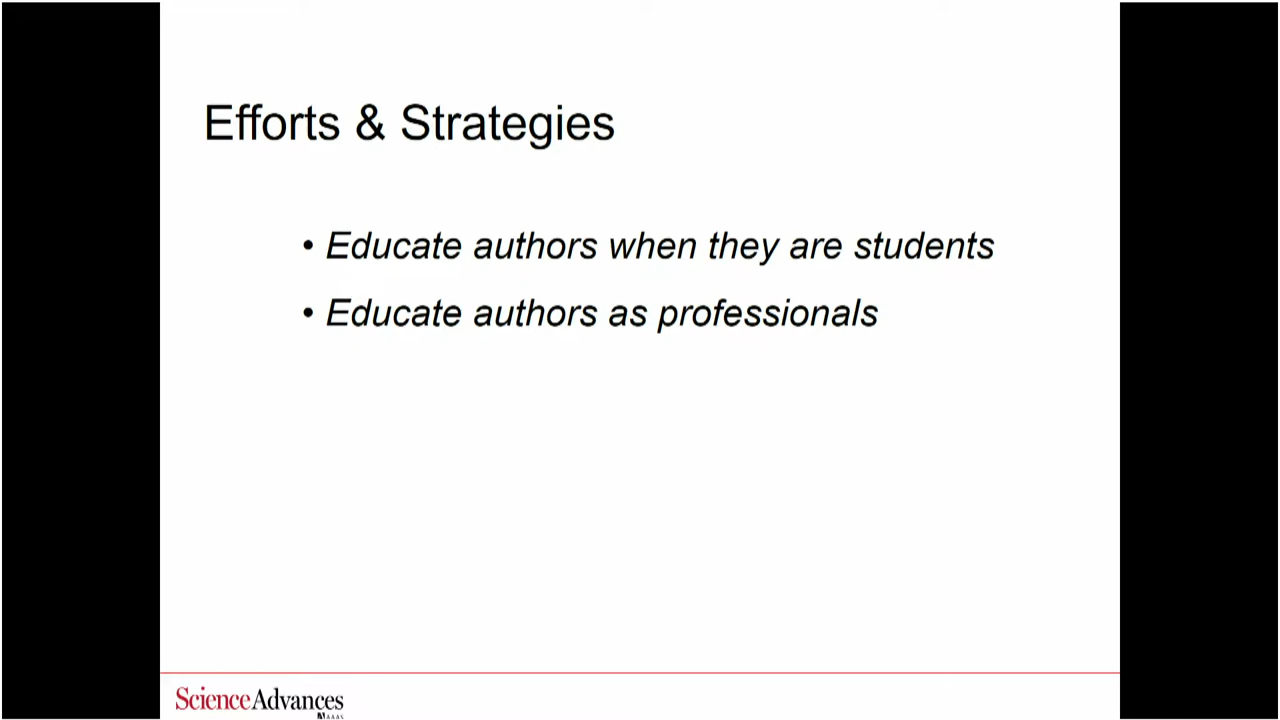 Efforts & Strategies
• Educate authors when they are students
• Educate authors as professionals
ScienceAdvances